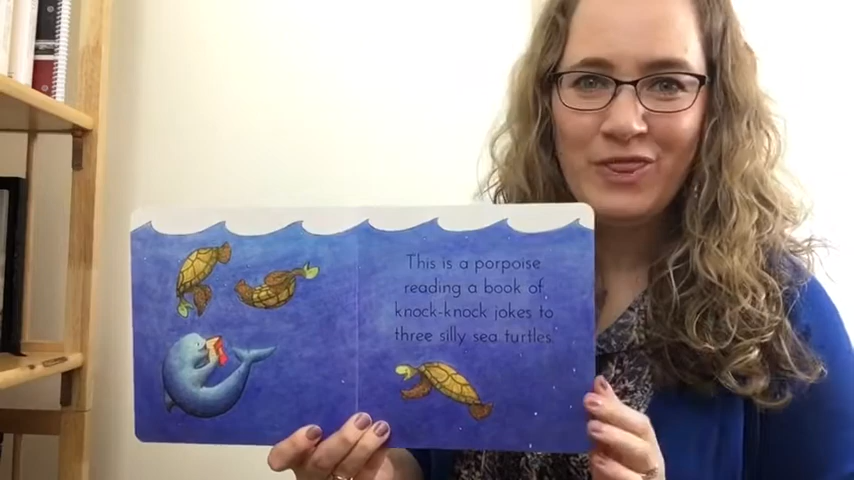 This is a porpoise
reading a book of
knock-knock jokes to
three silly sea turtles.